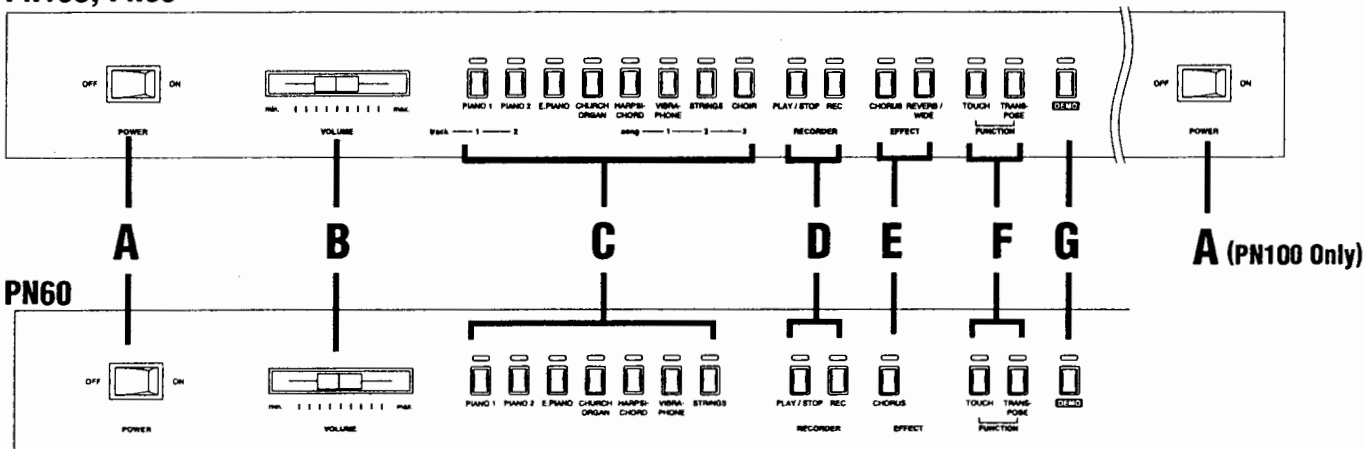 OFF ON
min. max.
POWER
VOLUME
PIANO 1 PIANO 2 E.PIANO CHURCH ORGAN HARPSI-CHORD VIBRA-PHONE STRINGS CHOIR
track 1 2 song 1 2 3
PLAY / STOP REC
RECORDER
CHORUS REVERB / WIDE
EFFECT
TOUCH TRANS-POSE
FUNCTION
DEMO
OFF ON
POWER
A B C D E F G A (PN100 Only)
PN60
OFF ON
min. max.
POWER
VOLUME
PIANO 1 PIANO 2 E.PIANO CHURCH ORGAN HARPSI-CHORD VIBRA-PHONE STRINGS
PLAY / STOP REC
RECORDER
CHORUS
EFFECT
TOUCH TRANS-POSE
FUNCTION
DEMO